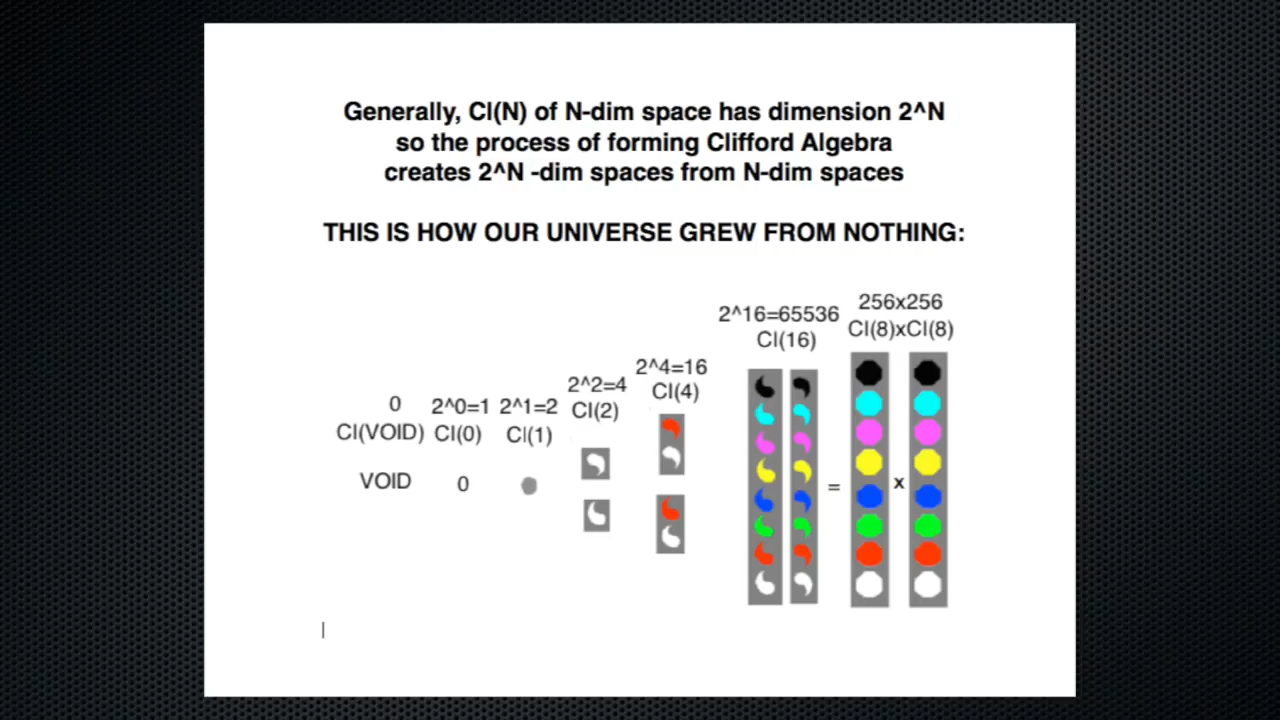 Generally, Cl(N) of N-dim space has dimension 2^N
so the process of forming Clifford Algebra
creates 2^N -dim spaces from N-dim spaces
THIS IS HOW OUR UNIVERSE GREW FROM NOTHING:
0
Cl(VOID)
VOID
2^0=1
Cl(0)
0
2^1=2
Cl(1)
2^2=4
Cl(2)
2^4=16
Cl(4)
2^16=65536
Cl(16)
=
256x256
Cl(8)xCl(8)
x